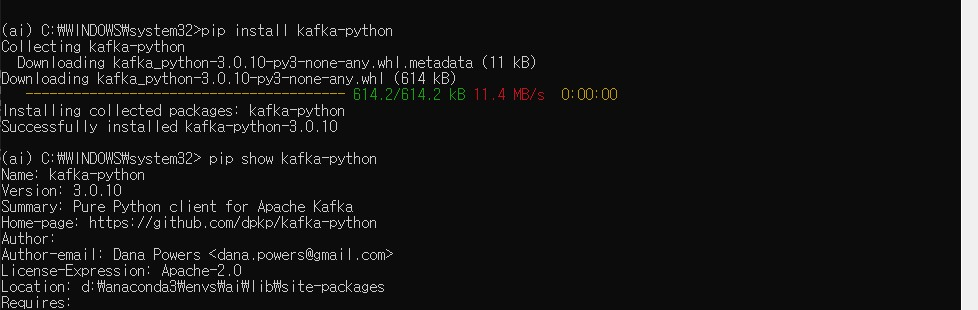 (ai) C:₩WINDOWS₩system32>pip install kafka-python
Collecting kafka-python
  Downloading kafka_python-3.0.10-py3-none-any.whl.metadata (11 kB)
Downloading kafka_python-3.0.10-py3-none-any.whl (614 kB)
   ---------------------------------------- 614.2/614.2 kB 11.4 MB/s  0:00:00
Installing collected packages: kafka-python
Successfully installed kafka-python-3.0.10
(ai) C:₩WINDOWS₩system32> pip show kafka-python
Name: kafka-python
Version: 3.0.10
Summary: Pure Python client for Apache Kafka
Home-page: https://github.com/dpkp/kafka-python
Author:
Author-email: Dana Powers <dana.powers@gmail.com>
License-Expression: Apache-2.0
Location: d:₩anaconda3₩envs₩ai₩lib₩site-packages
Requires: